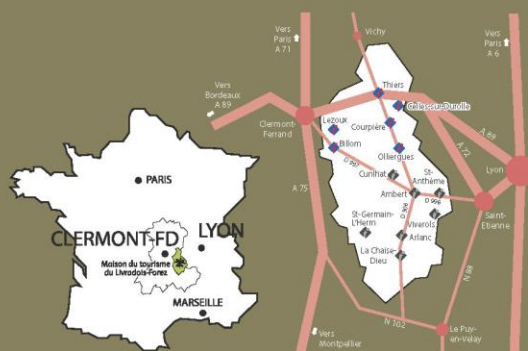 PARIS
CLERMONT-FD
LYON
Maison du tourisme
du Livradois-Forez
MARSEILLE
Vers
Paris
A 71
Vichy
Vers
Paris
A 6
Vers
Bordeaux
A 89
Thiers
Celles-sur-Durolle
Clermont-
Ferrand
Lezoux
Courpière
A 89
Billom
Olliergues
A 72
Lyon
D 997
Cunlhat
St-
Anthème
A 75
Ambert
D 996
Saint-
Etienne
St-Germain-
L'Herm
D 906
Viverols
Arlanc
La Chaise-
Dieu
N 88
N 102
Le Puy-
en-Velay
Vers
Montpellier